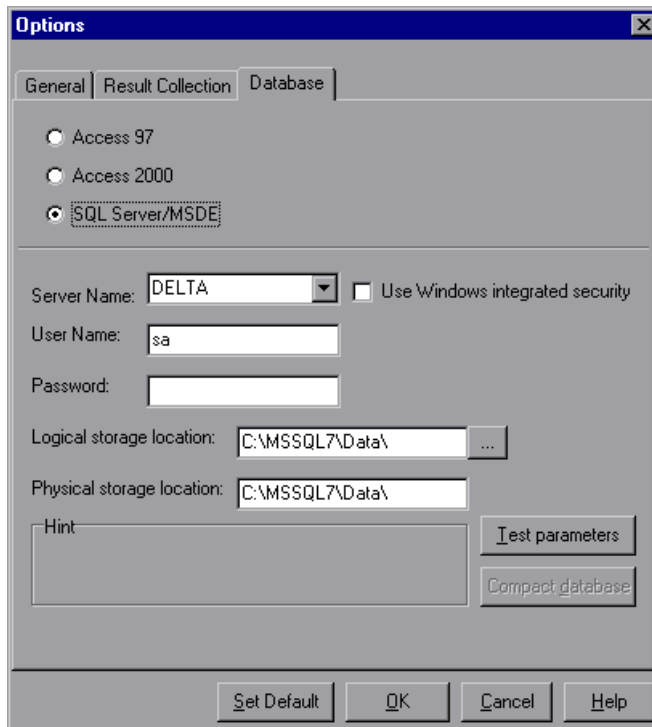 Options
General Result Collection Database
Access 97
Access 2000
SQL Server/MSDE
Server Name: DELTA Use Windows integrated security
User Name: sa
Password:
Logical storage location: C:\MSSQL7\Data\ ...
Physical storage location: C:\MSSQL7\Data\
Hint
Test parameters
Compact database
Set Default OK Cancel Help